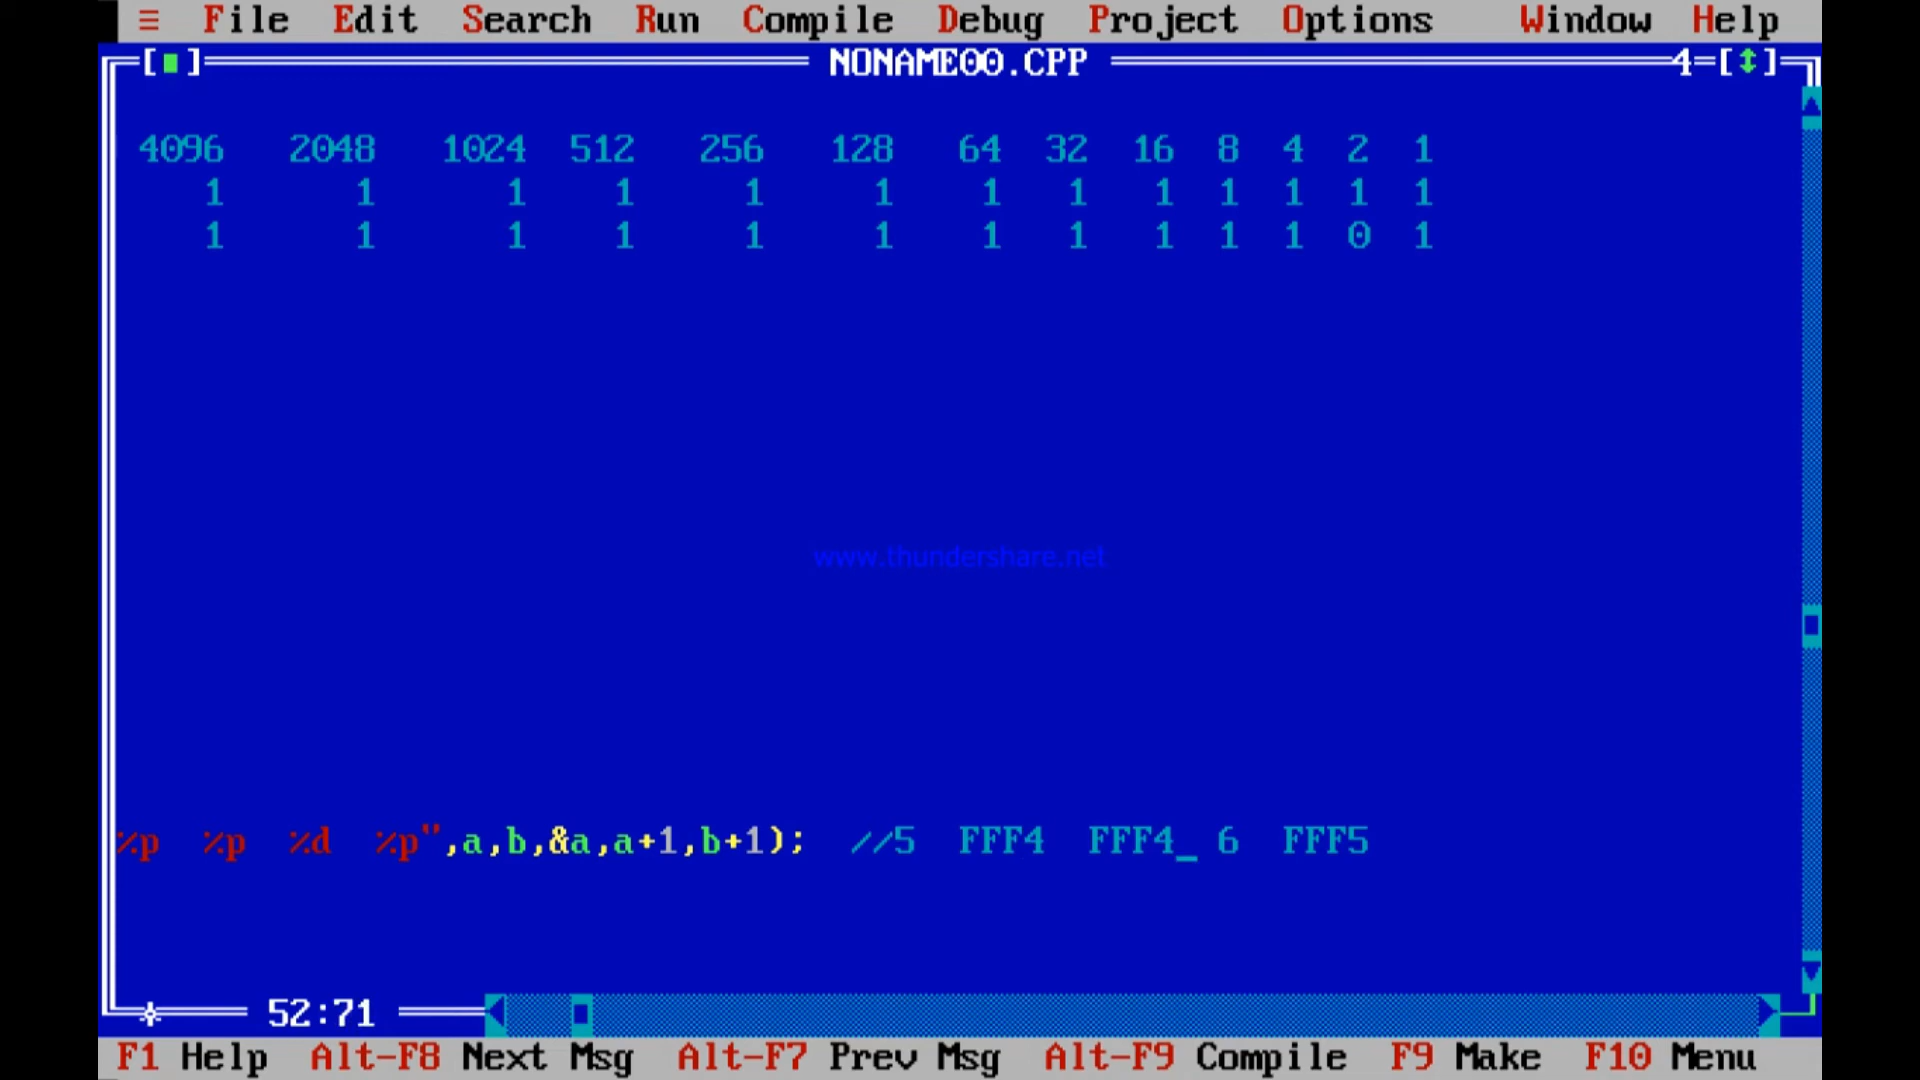 ≡ File Edit Search Run Compile Debug Project Options Window Help
[■] NONAME00.CPP 4=[↕]
4096 2048 1024 512 256 128 64 32 16 8 4 2 1
1 1 1 1 1 1 1 1 1 1 1 1 1
1 1 1 1 1 1 1 1 1 1 1 0 1
www.thundershare.net
%p %p %d %p",a,b,&a,a+1,b+1); //5 FFF4 FFF4_ 6 FFF5
52:71
F1 Help Alt-F8 Next Msg Alt-F7 Prev Msg Alt-F9 Compile F9 Make F10 Menu